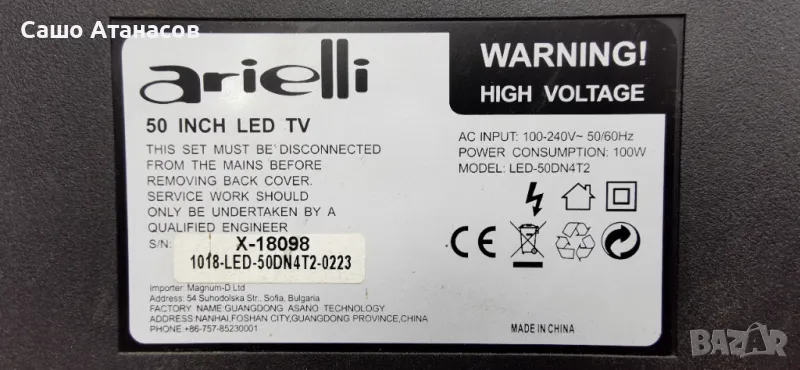 Сашо Атанасов
arielli
50 INCH LED TV
THIS SET MUST BE DISCONNECTED
FROM THE MAINS BEFORE
REMOVING BACK COVER.
SERVICE WORK SHOULD
ONLY BE UNDERTAKEN BY A
QUALIFIED ENGINEER
S/N:
X-18098
1018-LED-50DN4T2-0223
Importer: Magnum-D Ltd
Address: 54 Suhodolska Str., Sofia, Bulgaria
FACTORY NAME:GUANGDONG ASANO TECHNOLOGY
ADDRESS:NANHAI,FOSHAN CITY,GUANGDONG PROVINCE,CHINA
PHONE:+86-757-85230001
WARNING!
HIGH VOLTAGE
AC INPUT: 100-240V~ 50/60Hz
POWER CONSUMPTION: 100W
MODEL: LED-50DN4T2
CE
MADE IN CHINA
BAZAR